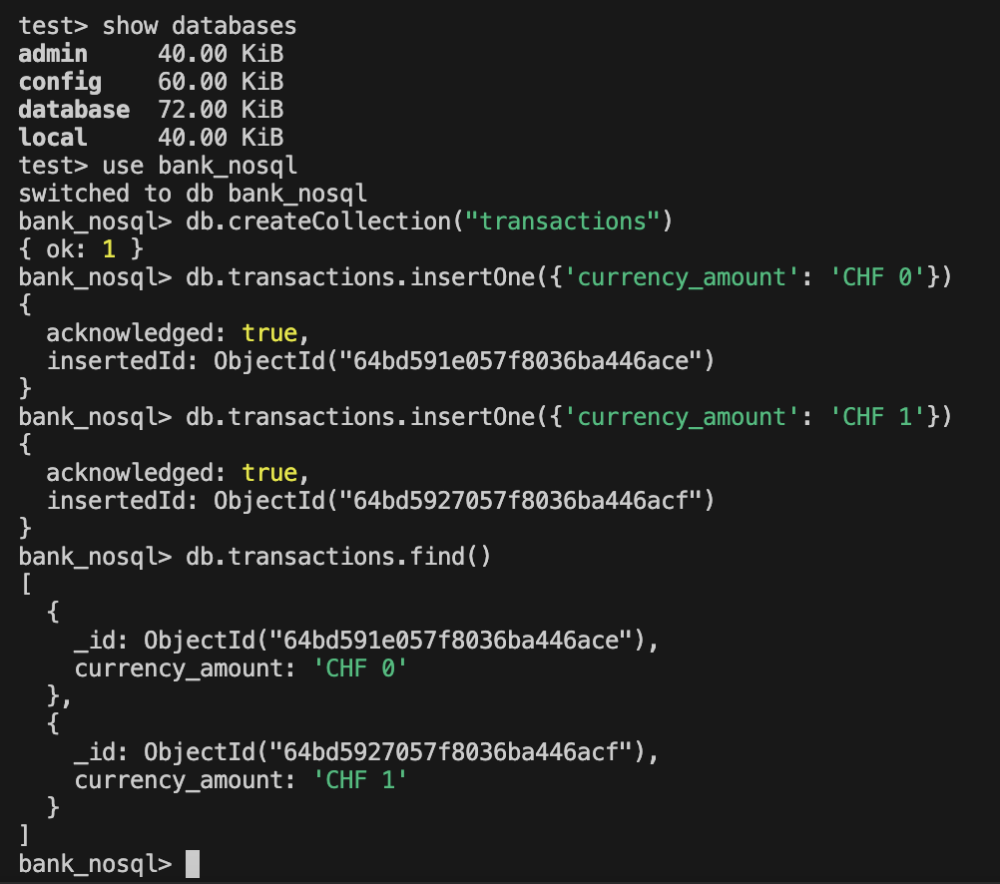 test> show databases
admin     40.00 KiB
config    60.00 KiB
database  72.00 KiB
local     40.00 KiB
test> use bank_nosql
switched to db bank_nosql
bank_nosql> db.createCollection("transactions")
{ ok: 1 }
bank_nosql> db.transactions.insertOne({'currency_amount': 'CHF 0'})
{
  acknowledged: true,
  insertedId: ObjectId("64bd591e057f8036ba446ace")
}
bank_nosql> db.transactions.insertOne({'currency_amount': 'CHF 1'})
{
  acknowledged: true,
  insertedId: ObjectId("64bd5927057f8036ba446acf")
}
bank_nosql> db.transactions.find()
[
  {
    _id: ObjectId("64bd591e057f8036ba446ace"),
    currency_amount: 'CHF 0'
  },
  {
    _id: ObjectId("64bd5927057f8036ba446acf"),
    currency_amount: 'CHF 1'
  }
]
bank_nosql>